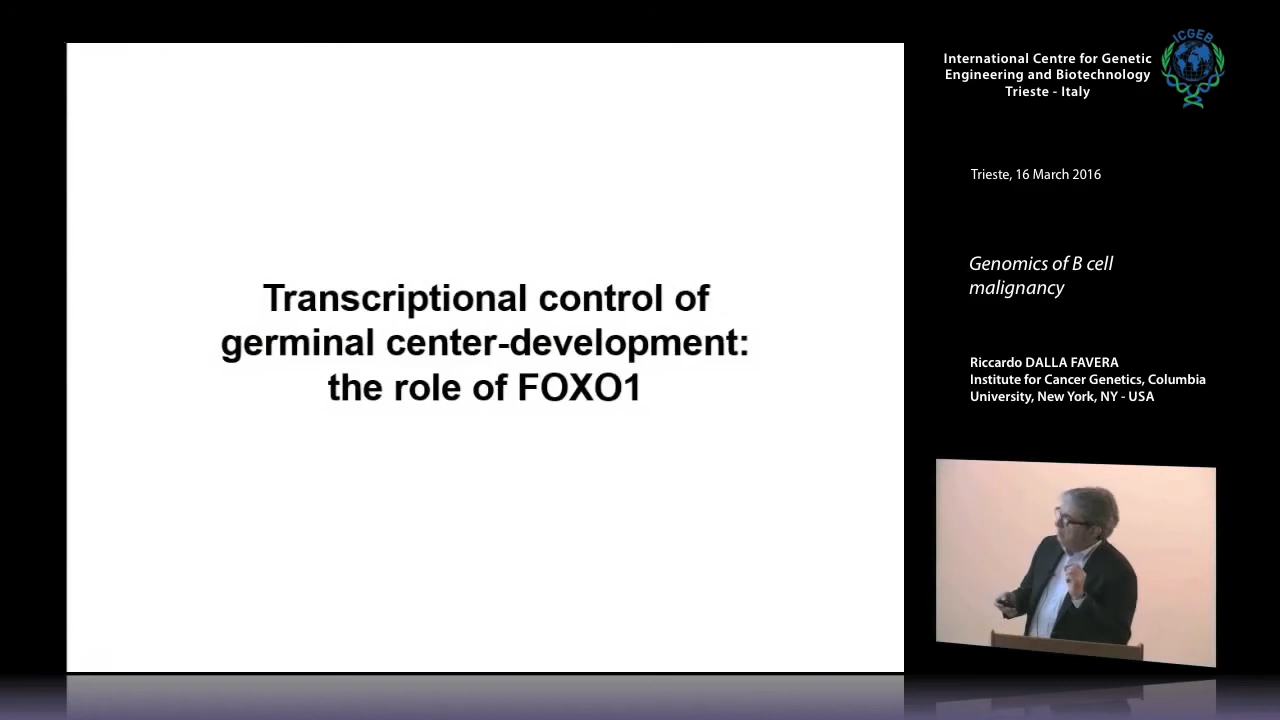 Transcriptional control of
germinal center-development:
the role of FOXO1
ICGEB
International Centre for Genetic
Engineering and Biotechnology
Trieste - Italy
Trieste, 16 March 2016
Genomics of B cell
malignancy
Riccardo DALLA FAVERA
Institute for Cancer Genetics, Columbia
University, New York, NY - USA